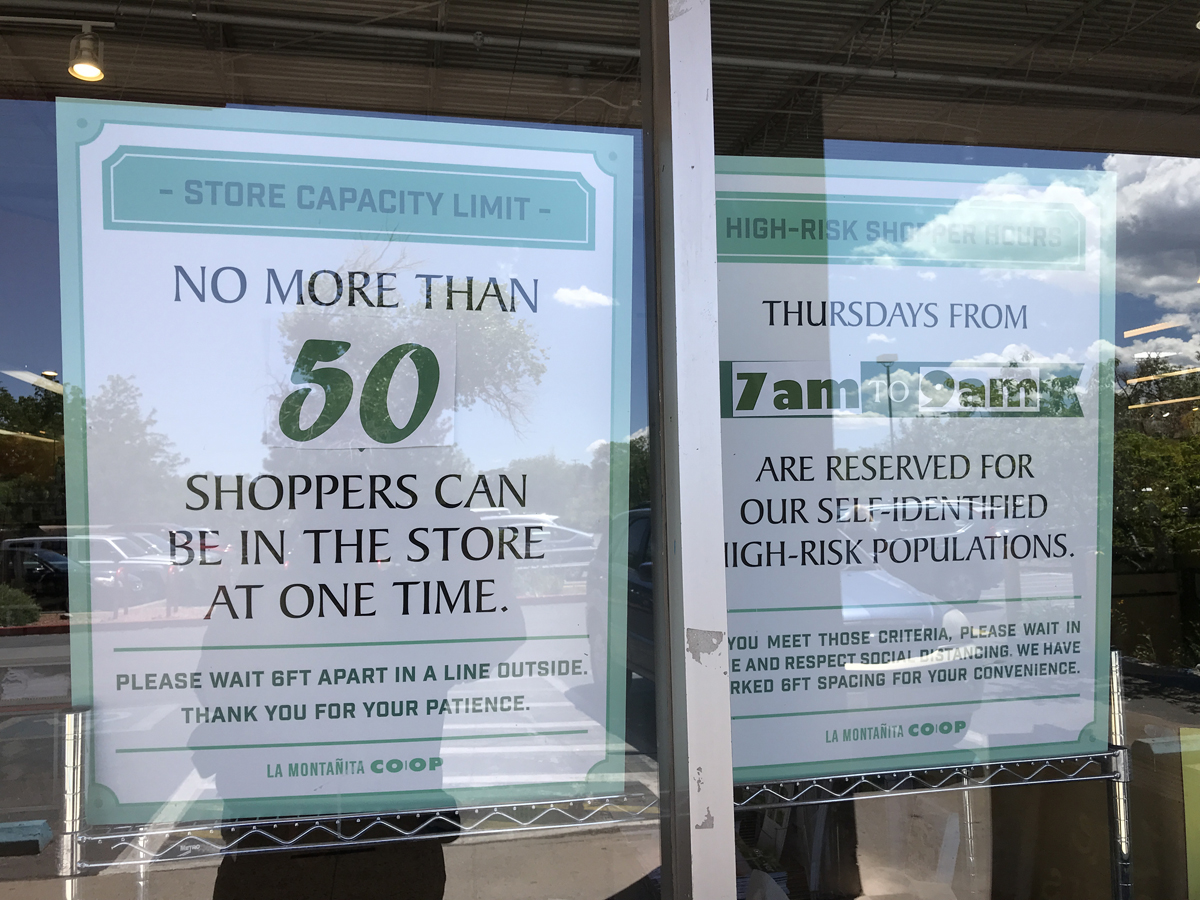 - STORE CAPACITY LIMIT -
NO MORE THAN
50
SHOPPERS CAN
BE IN THE STORE
AT ONE TIME.
PLEASE WAIT 6FT APART IN A LINE OUTSIDE.
THANK YOU FOR YOUR PATIENCE.
LA MONTAÑITA CO-OP
HIGH-RISK SHOPPER HOURS
THURSDAYS FROM
7am TO 9am
ARE RESERVED FOR
OUR SELF-IDENTIFIED
HIGH-RISK POPULATIONS.
YOU MEET THOSE CRITERIA, PLEASE WAIT IN
E AND RESPECT SOCIAL DISTANCING. WE HAVE
RKED 6FT SPACING FOR YOUR CONVENIENCE.
LA MONTAÑITA CO-OP